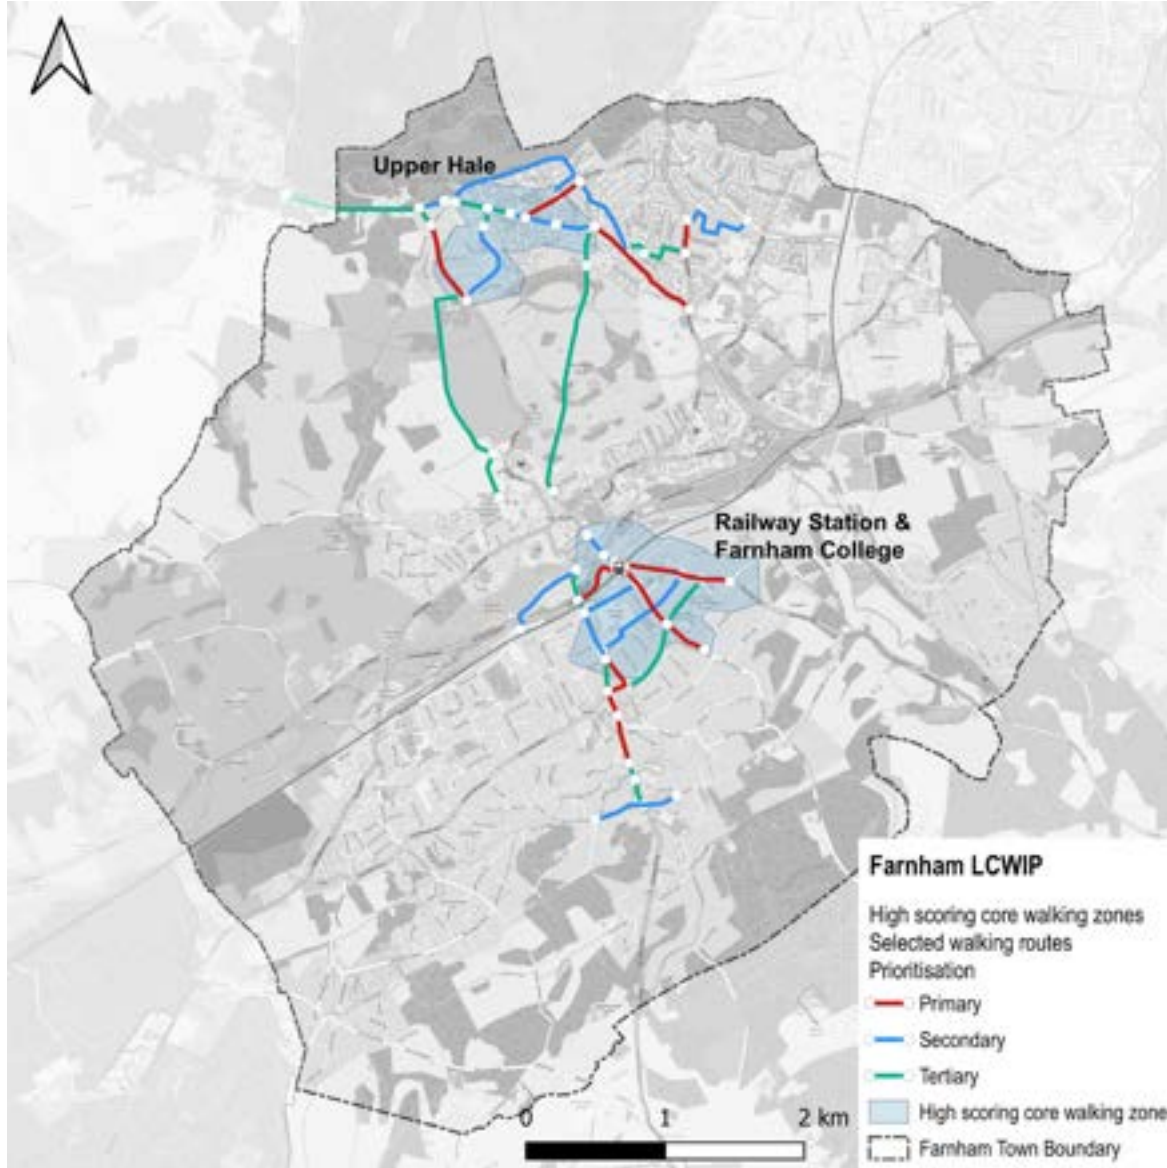 Upper Hale
Railway Station &
Farnham College
Farnham LCWIP
High scoring core walking zones
Selected walking routes
Prioritisation
Primary
Secondary
Tertiary
High scoring core walking zone
Farnham Town Boundary
0 1 2 km